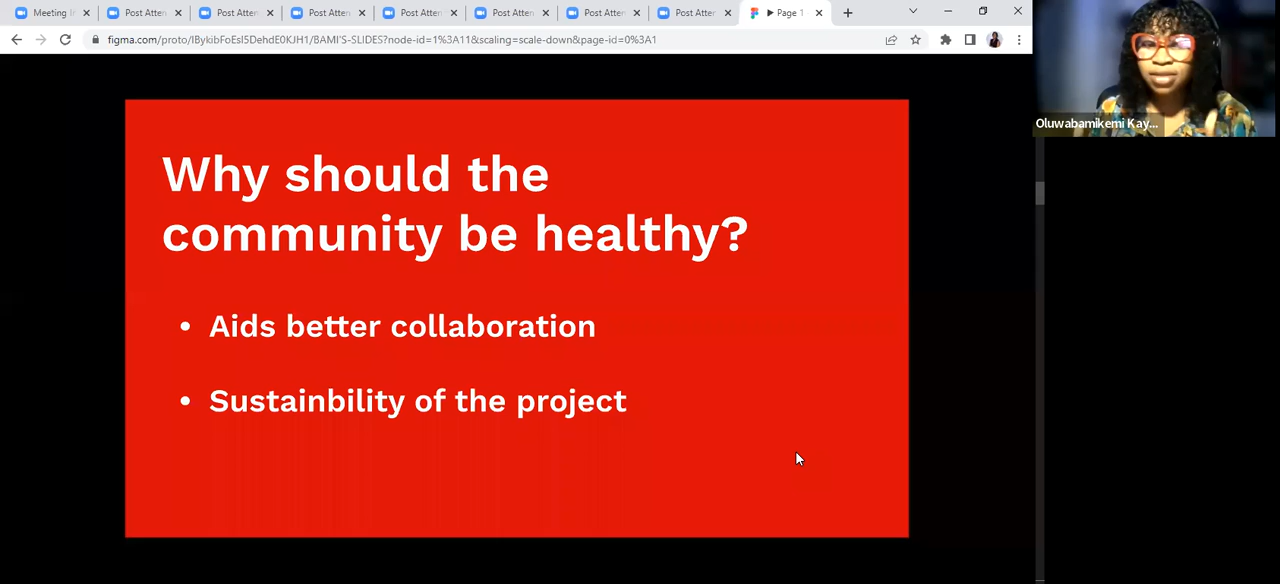 Meeting I
Post Atten
Post Atten
Post Atten
Post Atten
Post Atten
Post Atten
Post Atten
Page 1
figma.com/proto/IBykibFoEsI5DehdE0KJH1/BAMI'S-SLIDES?node-id=1%3A11&scaling=scale-down&page-id=0%3A1
Oluwabamikemi Kay...
Why should the
community be healthy?
• Aids better collaboration
• Sustainbility of the project